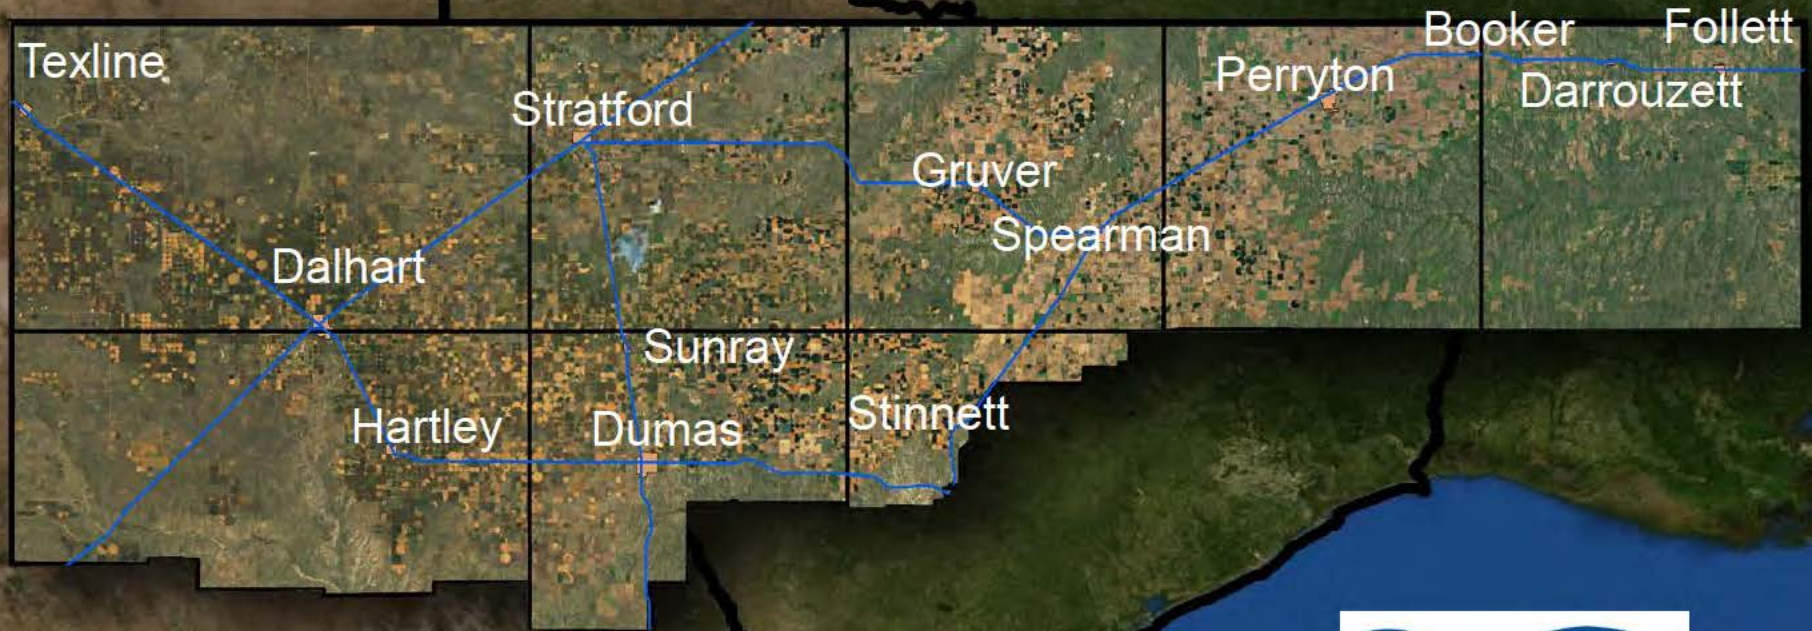 Texline
Stratford
Booker
Follett
Perryton
Darrouzett
Gruver
Spearman
Dalhart
Sunray
Hartley
Dumas
Stinnett